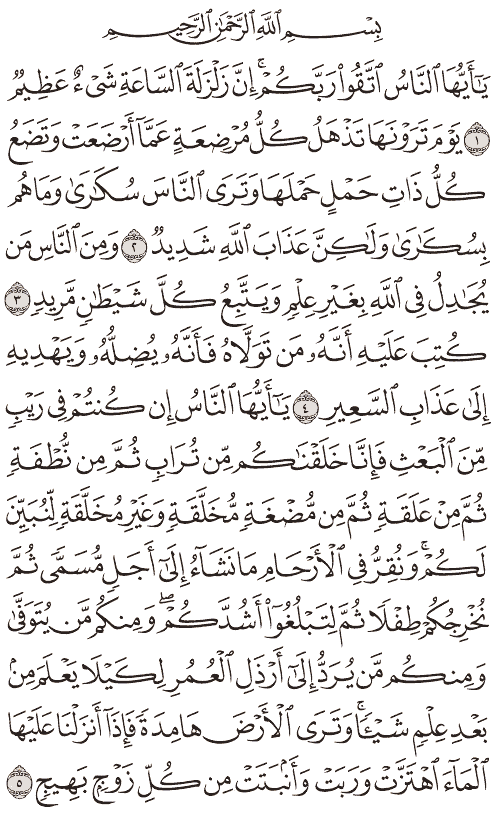 بِسْمِ ٱللَّهِ ٱلرَّحْمَٰنِ ٱلرَّحِيمِ
يَٰٓأَيُّهَا ٱلنَّاسُ ٱتَّقُوا۟ رَبَّكُمْ ۚ إِنَّ زَلْزَلَةَ ٱلسَّاعَةِ شَىْءٌ عَظِيمٌ
١ يَوْمَ تَرَوْنَهَا تَذْهَلُ كُلُّ مُرْضِعَةٍ عَمَّآ أَرْضَعَتْ وَتَضَعُ
كُلُّ ذَاتِ حَمْلٍ حَمْلَهَا وَتَرَى ٱلنَّاسَ سُكَٰرَىٰ وَمَا هُم
بِسُكَٰرَىٰ وَلَٰكِنَّ عَذَابَ ٱللَّهِ شَدِيدٌ ٢ وَمِنَ ٱلنَّاسِ مَن
يُجَٰدِلُ فِى ٱللَّهِ بِغَيْرِ عِلْمٍ وَيَتَّبِعُ كُلَّ شَيْطَٰنٍ مَّرِيدٍ ٣
كُتِبَ عَلَيْهِ أَنَّهُۥ مَن تَوَلَّاهُ فَأَنَّهُۥ يُضِلُّهُۥ وَيَهْدِيهِ
إِلَىٰ عَذَابِ ٱلسَّعِيرِ ٤ يَٰٓأَيُّهَا ٱلنَّاسُ إِن كُنتُمْ فِى رَيْبٍ
مِّنَ ٱلْبَعْثِ فَإِنَّا خَلَقْنَٰكُم مِّن تُرَابٍ ثُمَّ مِن نُّطْفَةٍ
ثُمَّ مِنْ عَلَقَةٍ ثُمَّ مِن مُّضْغَةٍ مُّخَلَّقَةٍ وَغَيْرِ مُخَلَّقَةٍ لِّنُبَيِّنَ
لَكُمْ ۚ وَنُقِرُّ فِى ٱلْأَرْحَامِ مَا نَشَآءُ إِلَىٰٓ أَجَلٍ مُّسَمًّى ثُمَّ
نُخْرِجُكُمْ طِفْلًا ثُمَّ لِتَبْلُغُوٓا۟ أَشُدَّكُمْ ۖ وَمِنكُم مَّن يُتَوَفَّىٰ
وَمِنكُم مَّن يُرَدُّ إِلَىٰٓ أَرْذَلِ ٱلْعُمُرِ لِكَيْلَا يَعْلَمَ مِنۢ
بَعْدِ عِلْمٍ شَيْـًٔا ۚ وَتَرَى ٱلْأَرْضَ هَامِدَةً فَإِذَآ أَنزَلْنَا عَلَيْهَا
ٱلْمَآءَ ٱهْتَزَّتْ وَرَبَتْ وَأَنۢبَتَتْ مِن كُلِّ زَوْجٍۭ بَهِيجٍ ٥